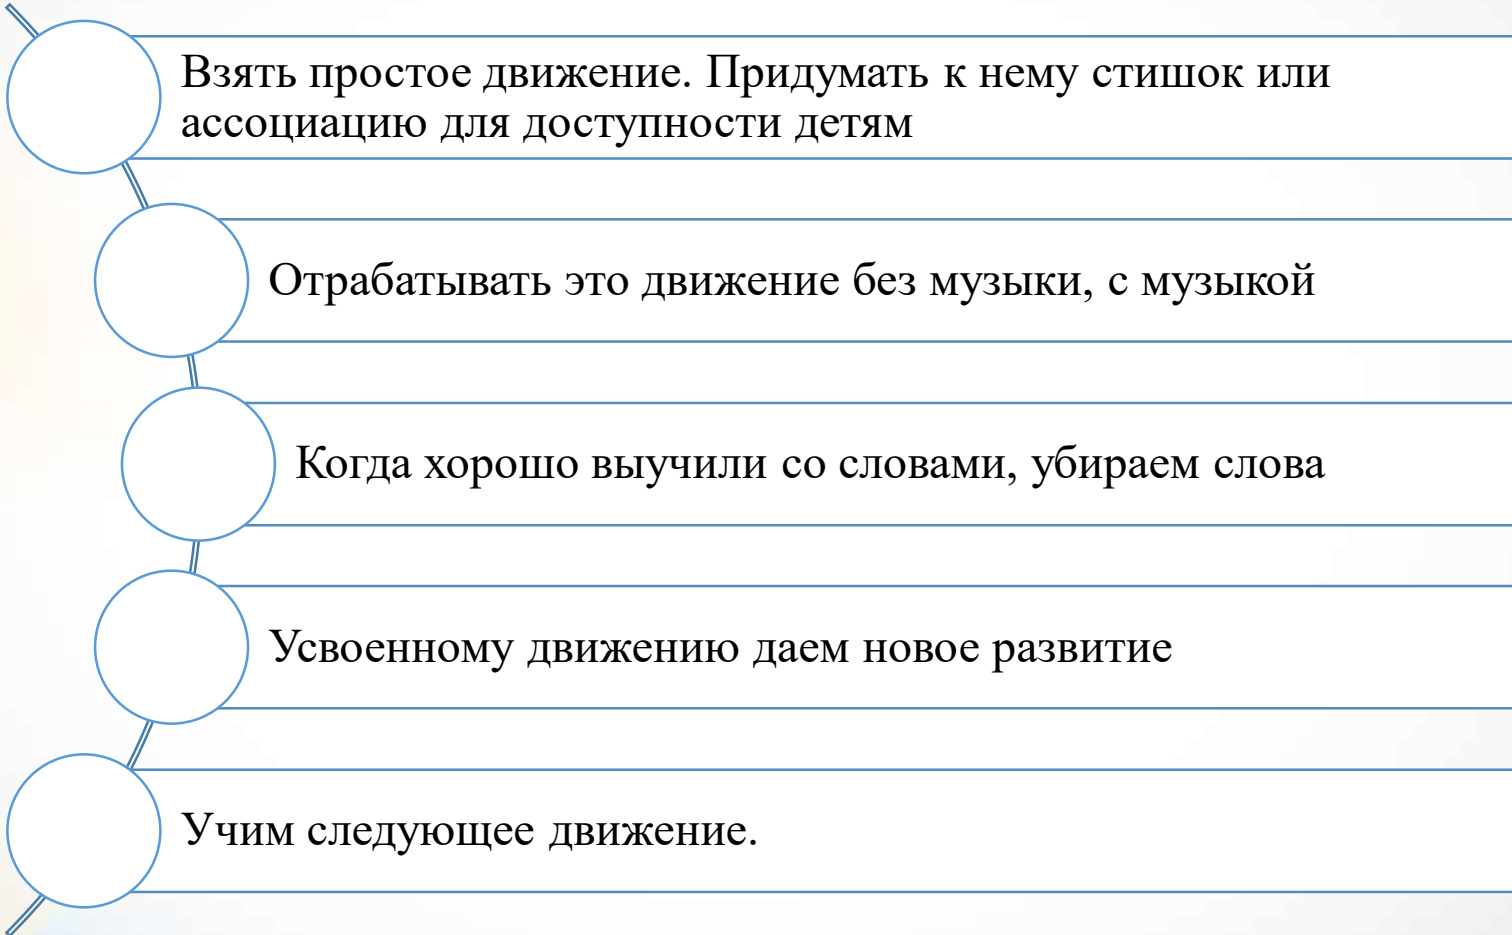 Взять простое движение. Придумать к нему стишок или
ассоциацию для доступности детям
Отрабатывать это движение без музыки, с музыкой
Когда хорошо выучили со словами, убираем слова
Усвоенному движению даем новое развитие
Учим следующее движение.